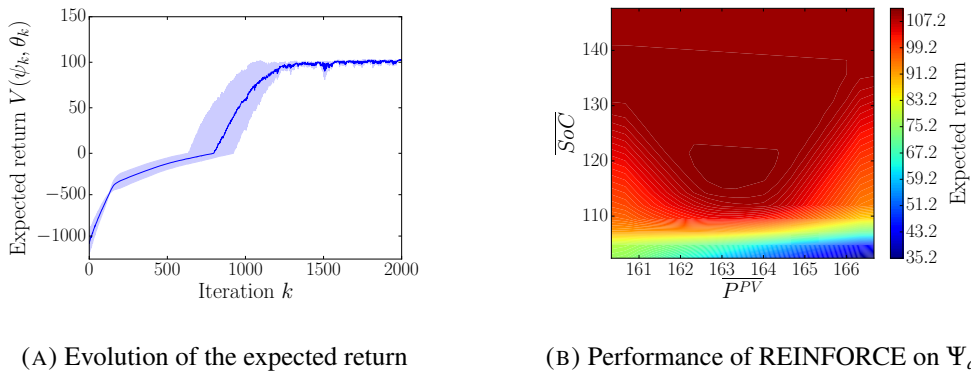 150
100
50
0
−500
−1000
Expected return V(ψk, θk)
0 500 1000 1500 2000
Iteration k
140
130
120
110
SoC
161 162 163 164 165 166
P^PV
107.2
99.2
91.2
83.2
75.2
67.2
59.2
51.2
43.2
35.2
Expected return
(A) Evolution of the expected return
(B) Performance of REINFORCE on Ψ